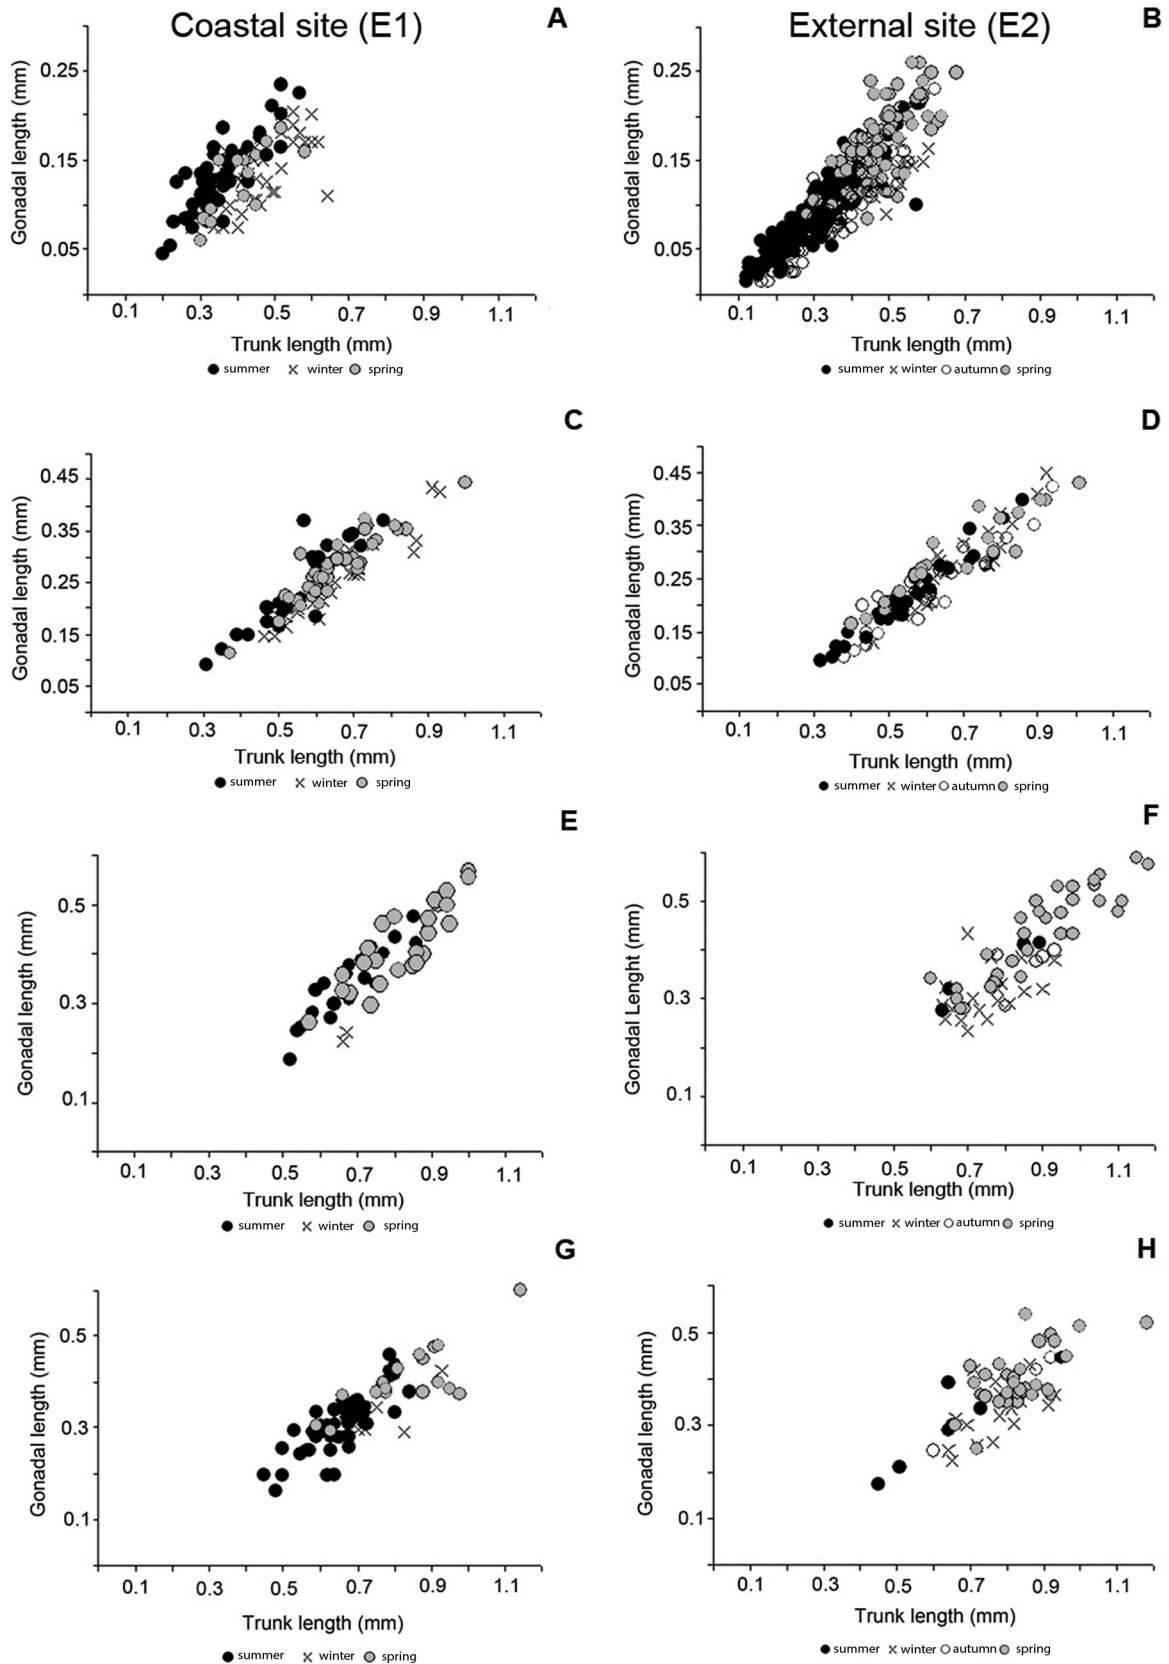 Coastal site (E1)
A
Gonadal length (mm)
0.25
0.15
0.05
0.1 0.3 0.5 0.7 0.9 1.1
Trunk length (mm)
summer winter spring
External site (E2)
B
Gonadal length (mm)
0.25
0.15
0.05
0.1 0.3 0.5 0.7 0.9 1.1
Trunk length (mm)
summer winter autumn spring
C
Gonadal length (mm)
0.45
0.35
0.25
0.15
0.05
0.1 0.3 0.5 0.7 0.9 1.1
Trunk length (mm)
summer winter spring
D
Gonadal length (mm)
0.45
0.35
0.25
0.15
0.05
0.1 0.3 0.5 0.7 0.9 1.1
Trunk length (mm)
summer winter autumn spring
E
Gonadal length (mm)
0.5
0.3
0.1
0.1 0.3 0.5 0.7 0.9 1.1
Trunk length (mm)
summer winter spring
F
Gonadal Lenght (mm)
0.5
0.3
0.1
0.1 0.3 0.5 0.7 0.9 1.1
Trunk length (mm)
summer winter autumn spring
G
Gonadal length (mm)
0.5
0.3
0.1
0.1 0.3 0.5 0.7 0.9 1.1
Trunk length (mm)
summer winter spring
H
Gonadal length (mm)
0.5
0.3
0.1
0.1 0.3 0.5 0.7 0.9 1.1
Trunk length (mm)
summer winter autumn spring